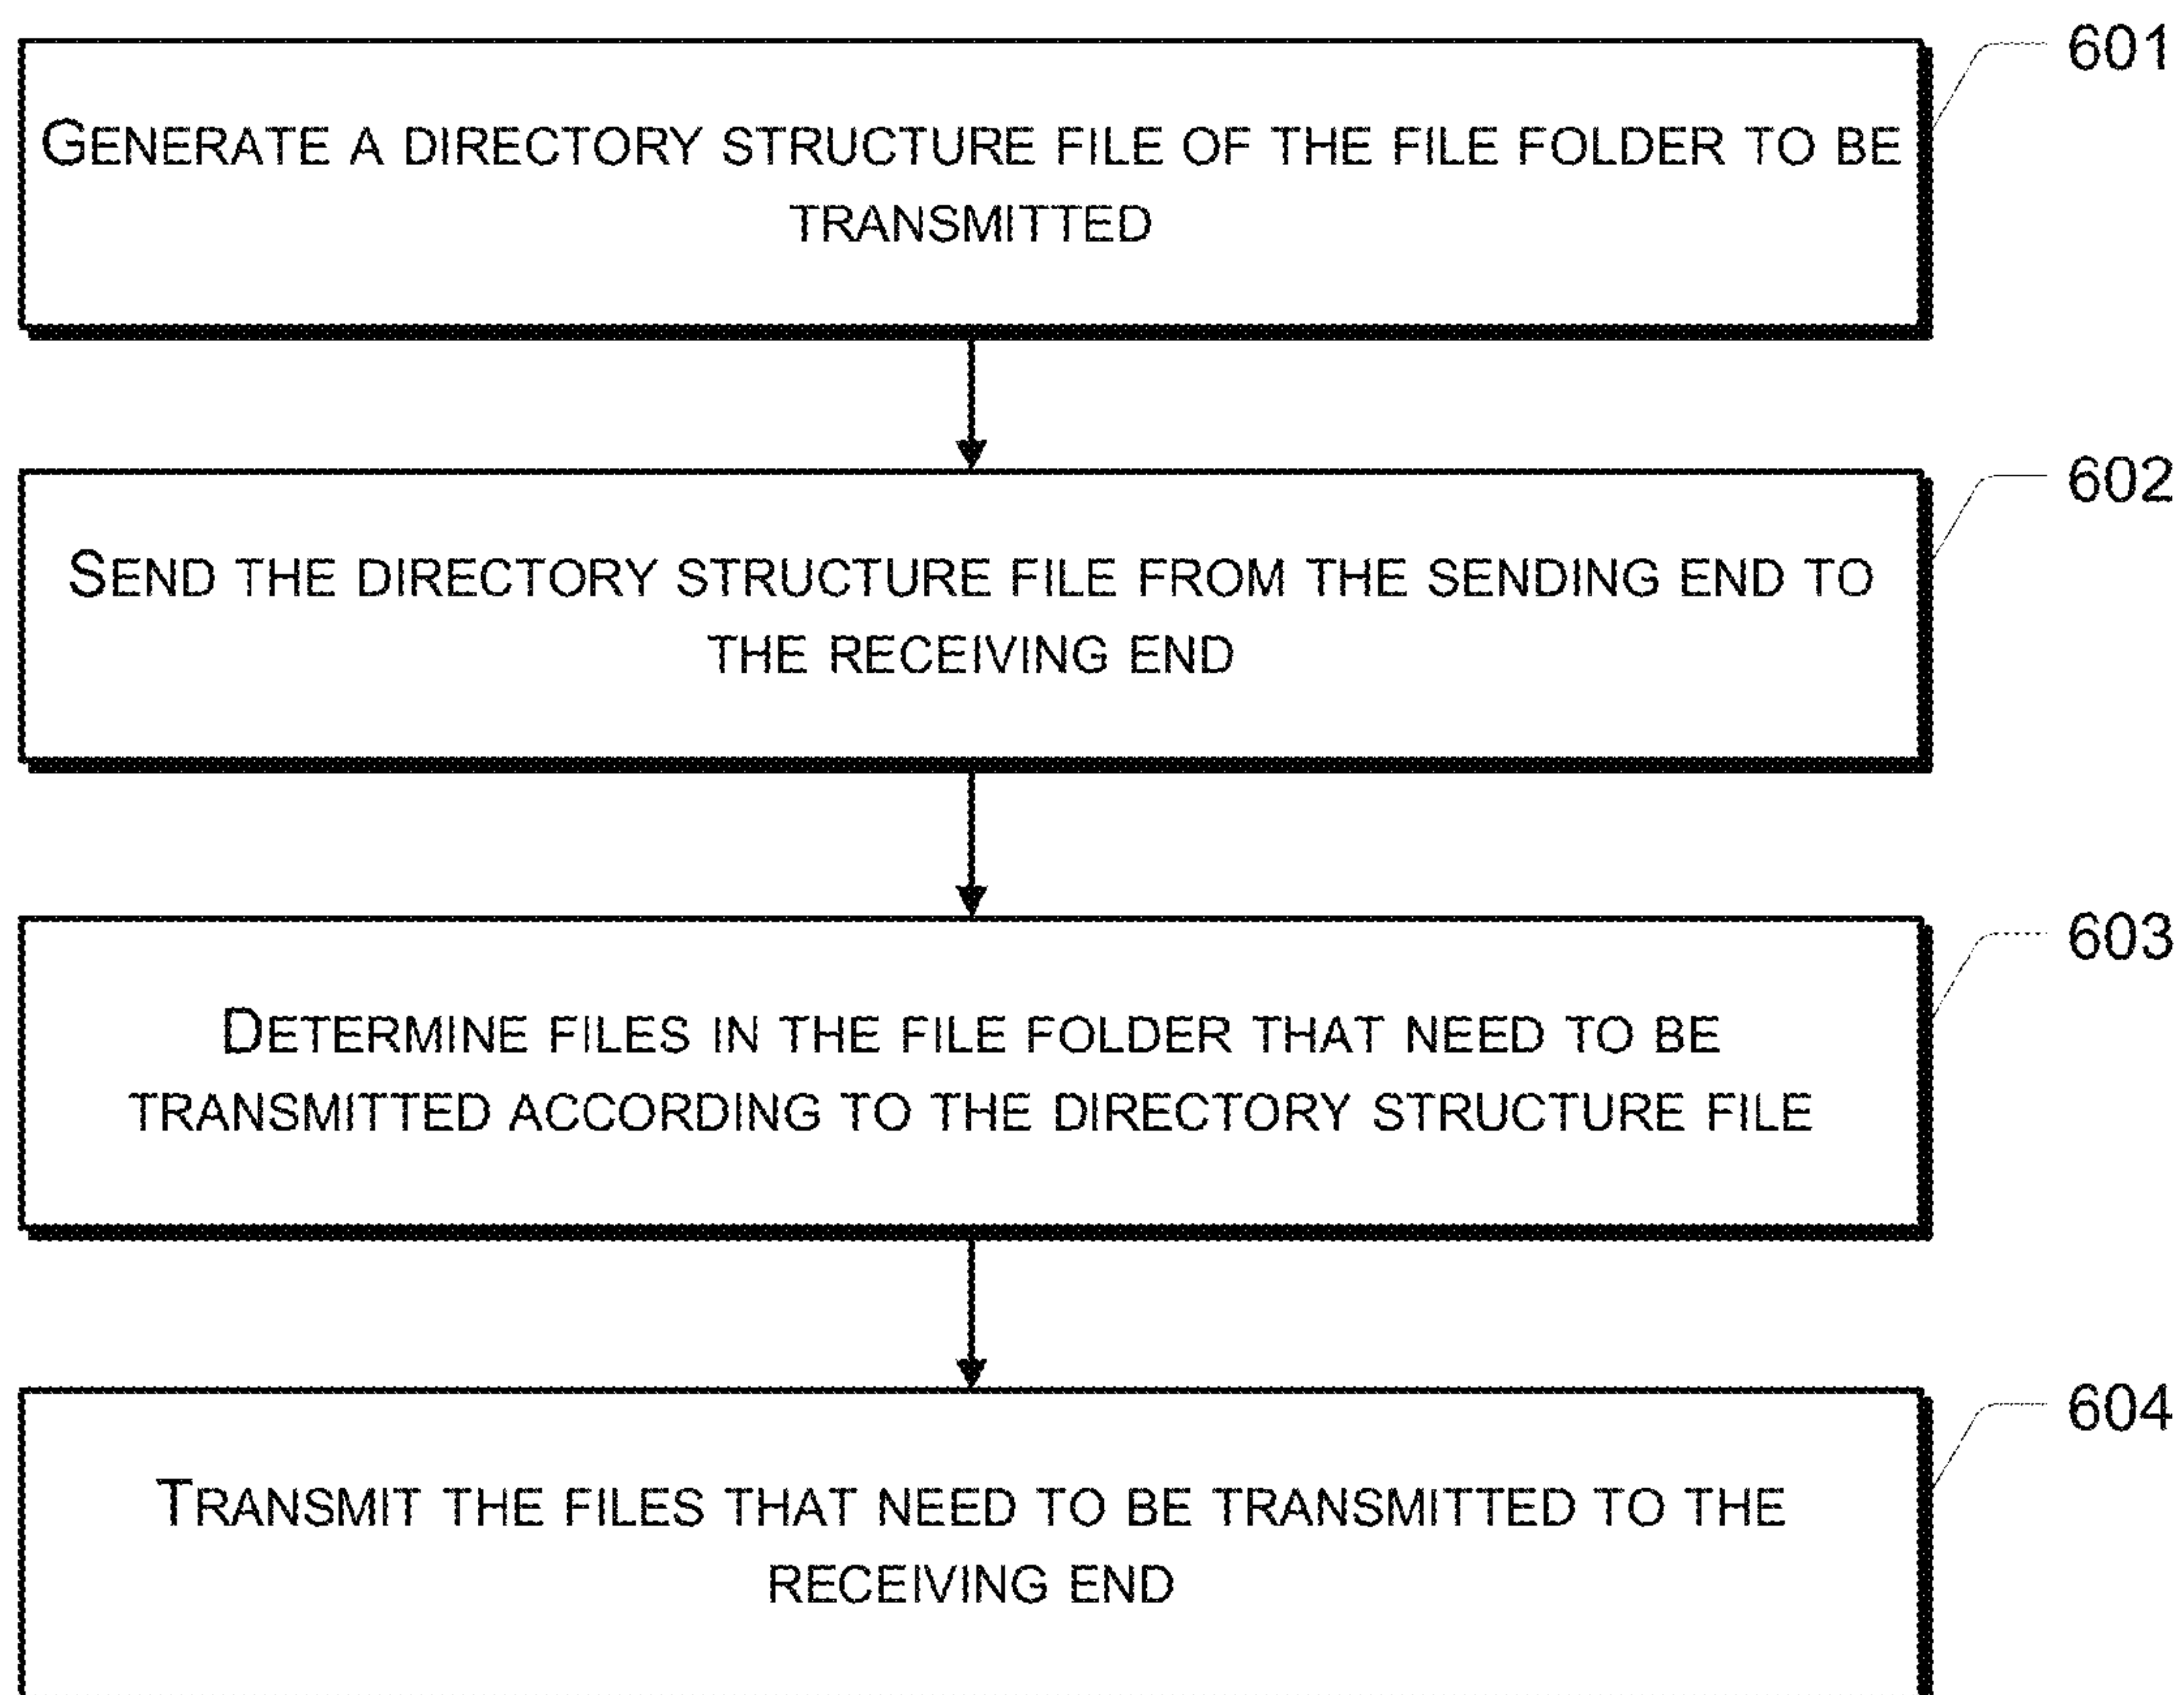 601
GENERATE A DIRECTORY STRUCTURE FILE OF THE FILE FOLDER TO BE
TRANSMITTED
602
SEND THE DIRECTORY STRUCTURE FILE FROM THE SENDING END TO
THE RECEIVING END
603
DETERMINE FILES IN THE FILE FOLDER THAT NEED TO BE
TRANSMITTED ACCORDING TO THE DIRECTORY STRUCTURE FILE
604
TRANSMIT THE FILES THAT NEED TO BE TRANSMITTED TO THE
RECEIVING END